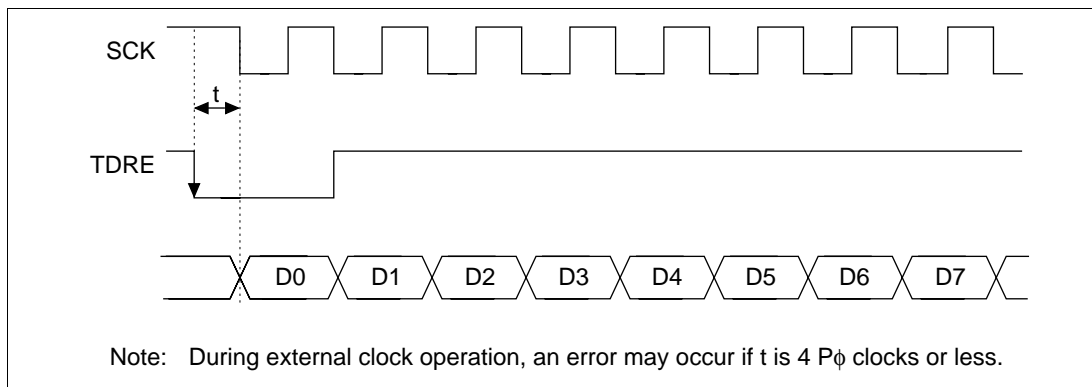 SCK
t
TDRE
D0 D1 D2 D3 D4 D5 D6 D7
Note: During external clock operation, an error may occur if t is 4 Pϕ clocks or less.